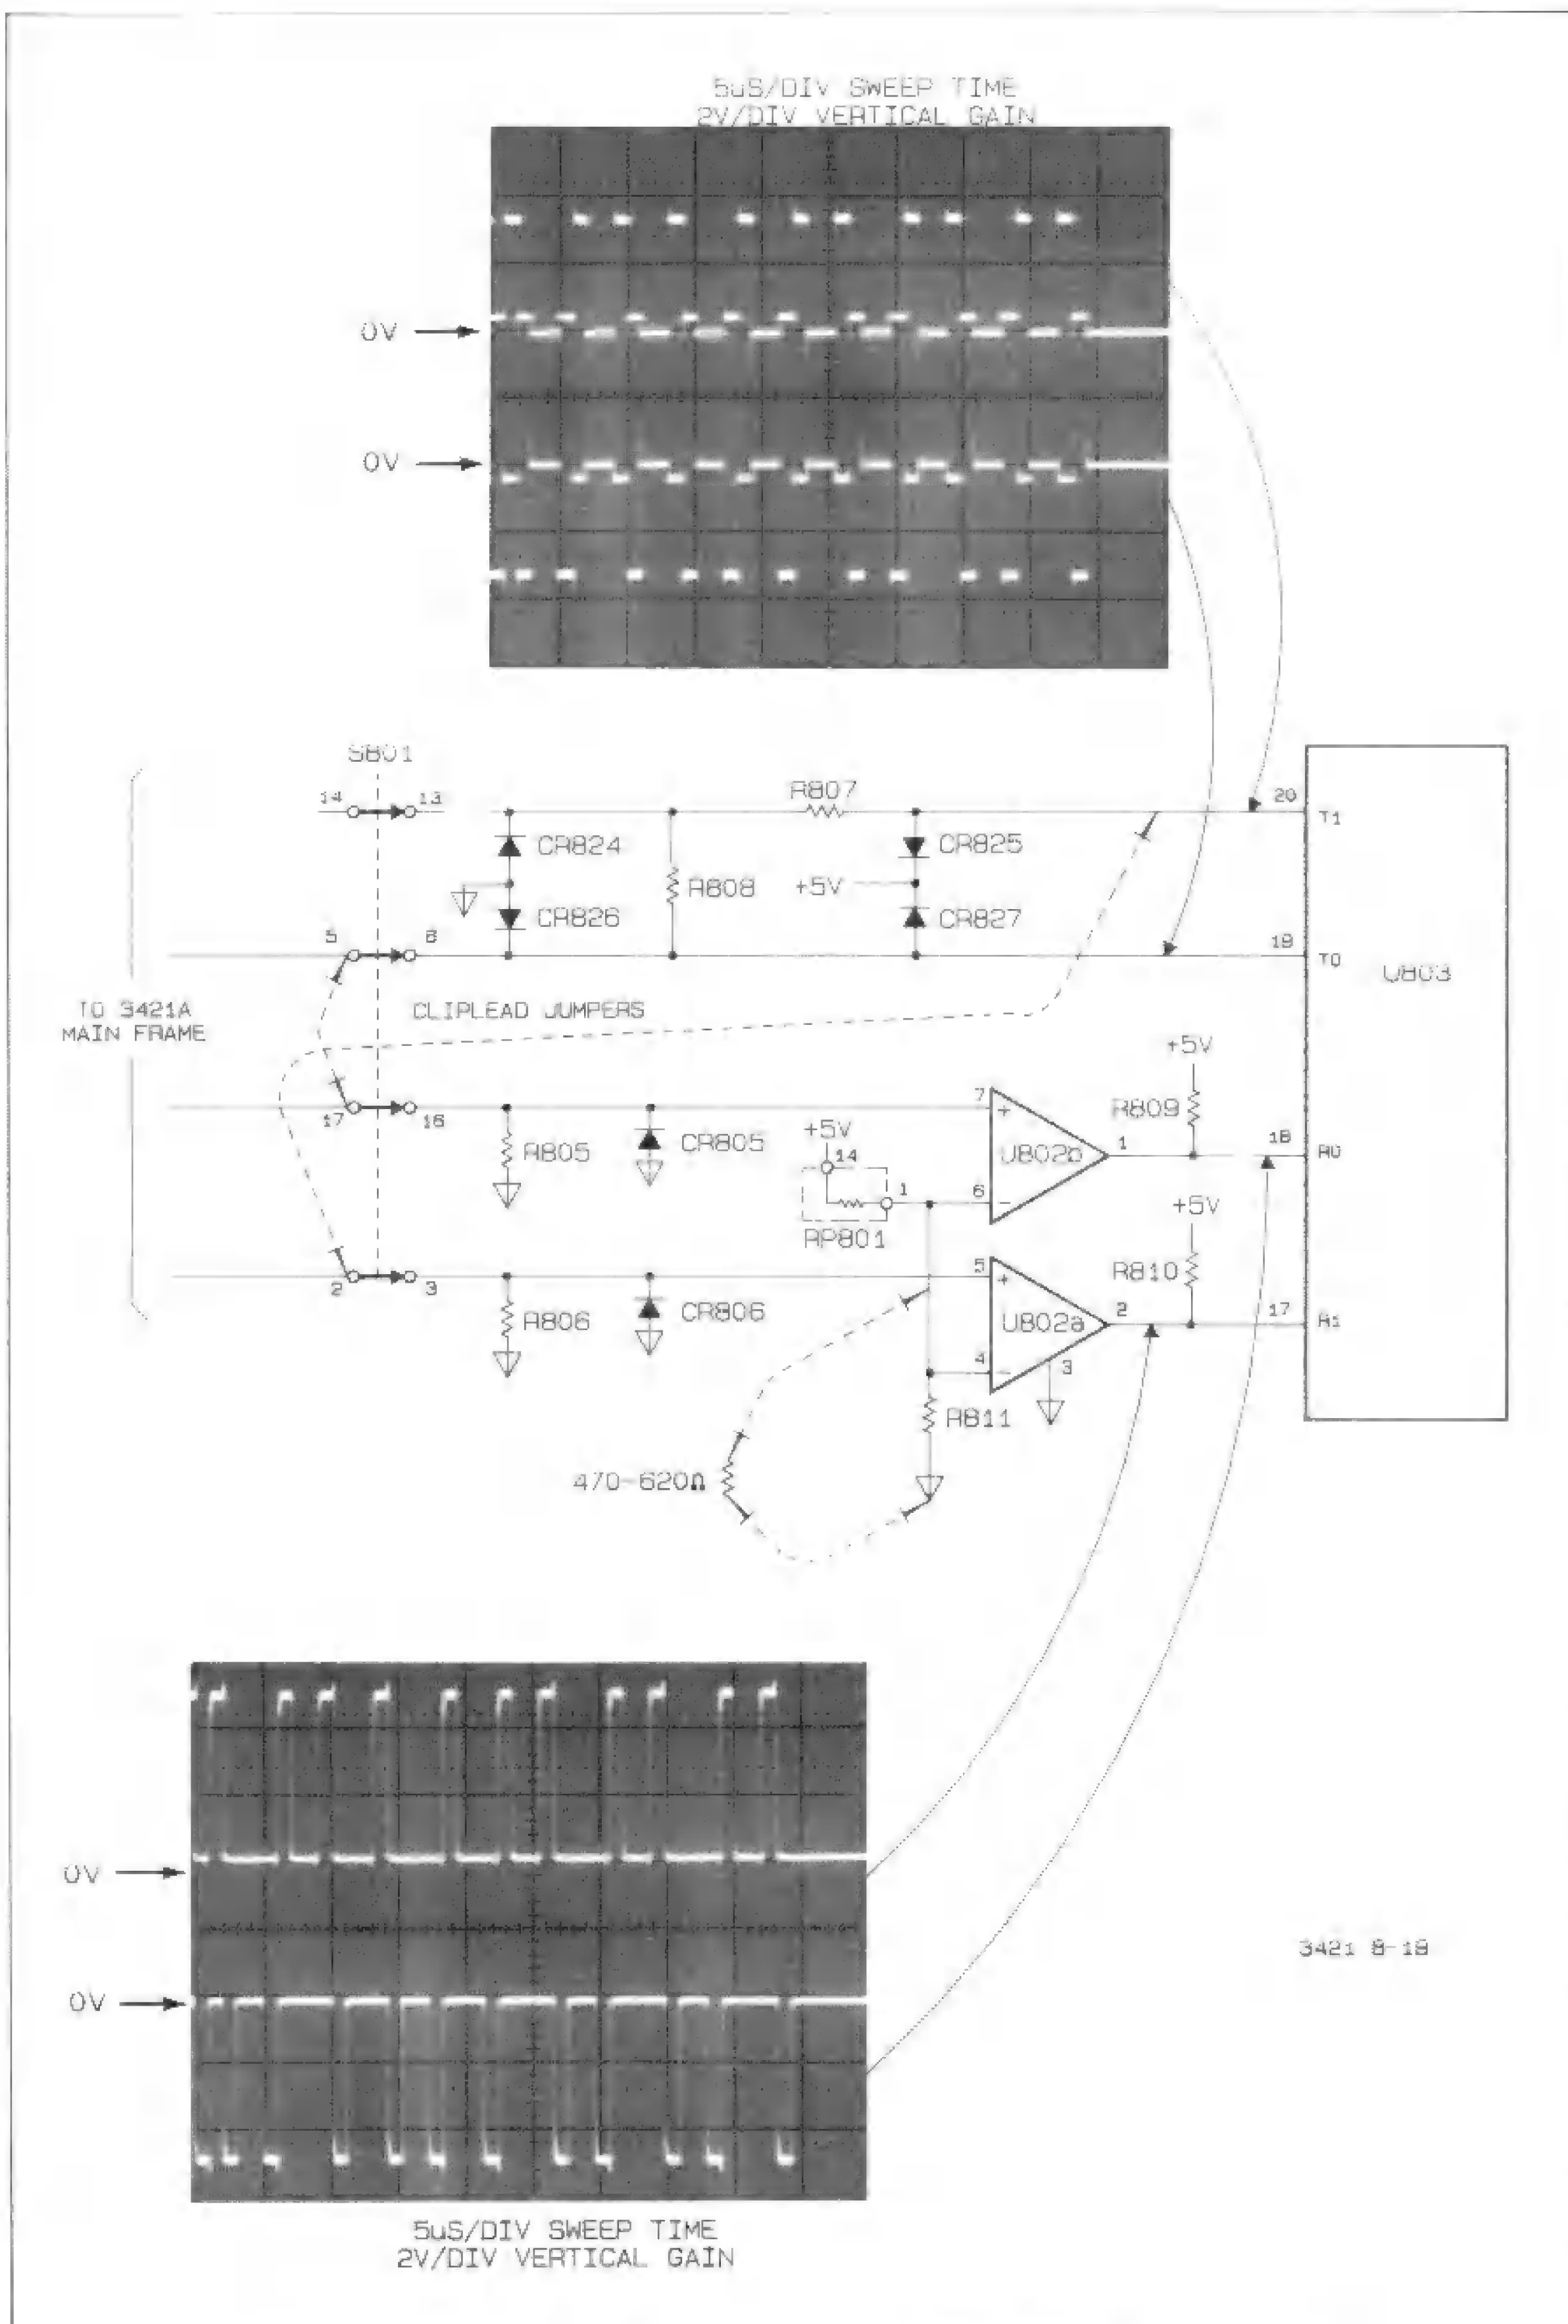 5uS/DIV SWEEP TIME
2V/DIV VERTICAL GAIN
0V
0V
S801
14
13
R807
20
T1
CR824
CR825
R808
+5V
CR826
CR827
5
6
19
T0
U803
TO 3421A
MAIN FRAME
CLIPLEAD JUMPERS
+5V
17
16
7
+
R809
R805
CR805
+5V
14
U802b
1
18
R0
1
6
−
RP801
+5V
2
3
5
+
R810
R806
CR806
U802a
2
17
R1
4
−
3
R811
470-620Ω
0V
0V
3421 8-18
5uS/DIV SWEEP TIME
2V/DIV VERTICAL GAIN